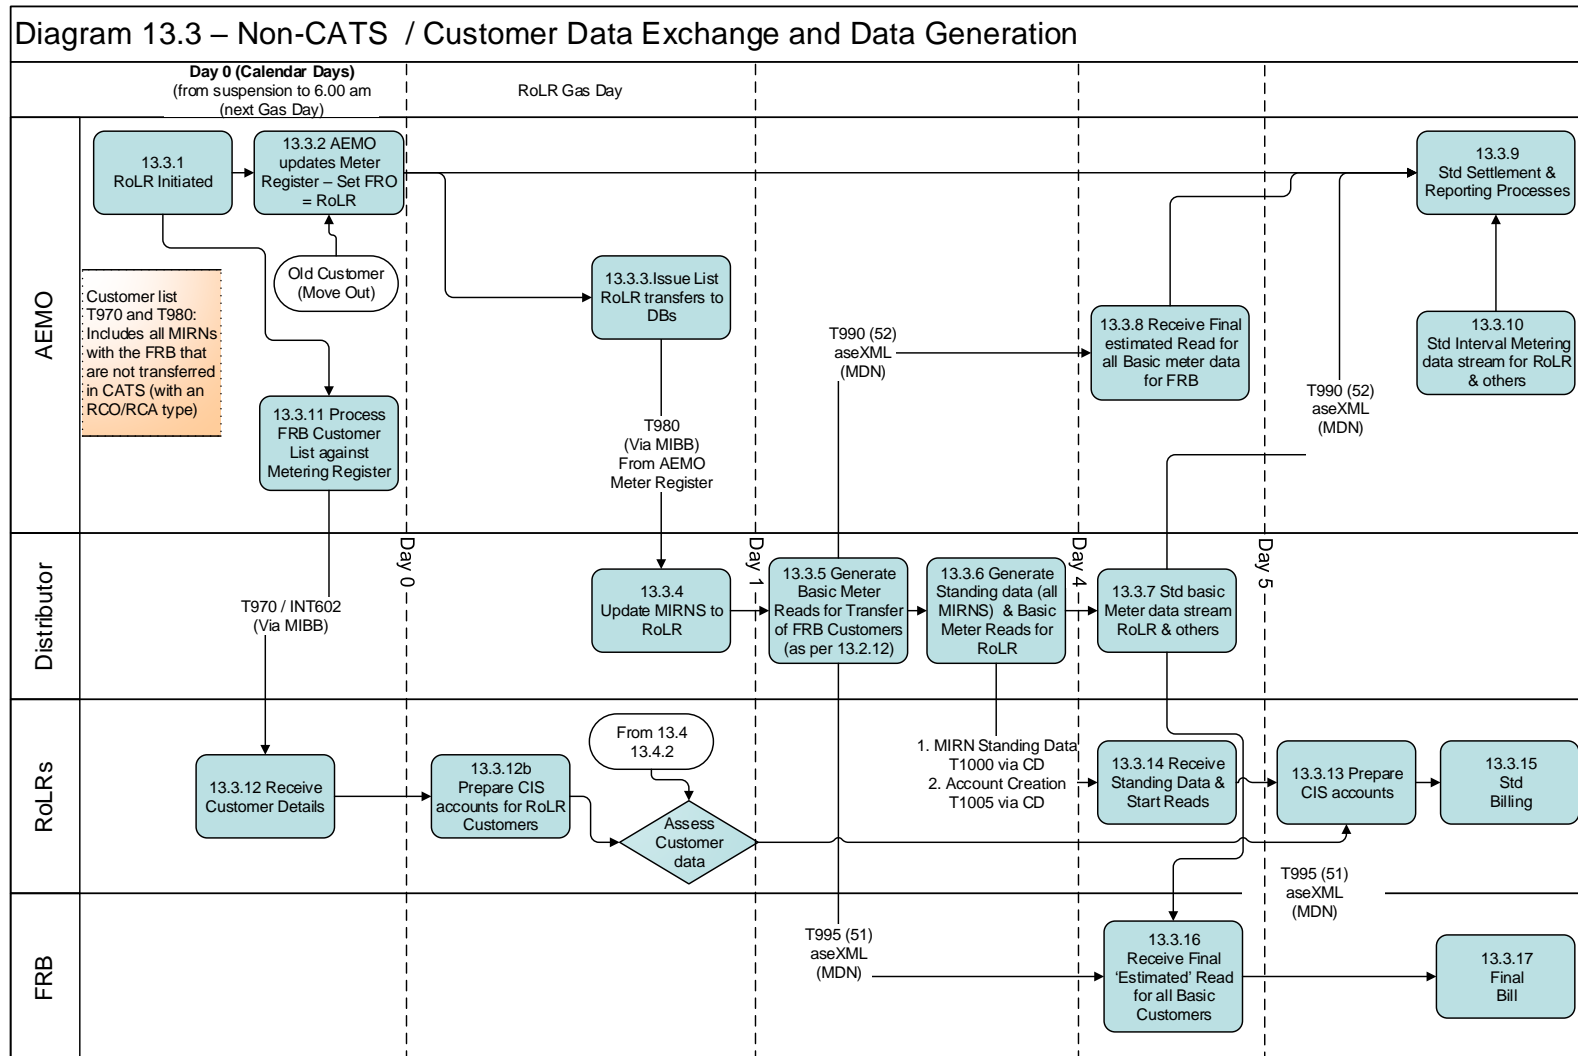 Diagram 13.3 – Non-CATS / Customer Data Exchange and Data Generation
Day 0 (Calendar Days)
(from suspension to 6.00 am
(next Gas Day)
RoLR Gas Day
AEMO
13.3.1
RoLR Initiated
13.3.2 AEMO
updates Meter
Register – Set FRO
= RoLR
Old Customer
(Move Out)
Customer list
T970 and T980:
Includes all MIRNs
with the FRB that
are not transferred
in CATS (with an
RCO/RCA type)
13.3.11 Process
FRB Customer
List against
Metering Register
13.3.3.Issue List
RoLR transfers to
DBs
T980
(Via MIBB)
From AEMO
Meter Register
T990 (52)
aseXML
(MDN)
13.3.8 Receive Final
estimated Read for
all Basic meter data
for FRB
13.3.9
Std Settlement &
Reporting Processes
13.3.10
Std Interval Metering
data stream for RoLR
& others
T990 (52)
aseXML
(MDN)
Distributor
T970 / INT602
(Via MIBB)
Day 0
13.3.4
Update MIRNS to
RoLR
Day 1
13.3.5 Generate
Basic Meter
Reads for Transfer
of FRB Customers
(as per 13.2.12)
13.3.6 Generate
Standing data (all
MIRNS) & Basic
Meter Reads for
RoLR
Day 4
13.3.7 Std basic
Meter data stream
RoLR & others
Day 5
RoLRs
13.3.12 Receive
Customer Details
13.3.12b
Prepare CIS
accounts for RoLR
Customers
From 13.4
13.4.2
Assess
Customer
data
1. MIRN Standing Data
T1000 via CD
2. Account Creation
T1005 via CD
13.3.14 Receive
Standing Data &
Start Reads
13.3.13 Prepare
CIS accounts
13.3.15
Std
Billing
FRB
T995 (51)
aseXML
(MDN)
13.3.16
Receive Final
‘Estimated’ Read
for all Basic
Customers
T995 (51)
aseXML
(MDN)
13.3.17
Final
Bill